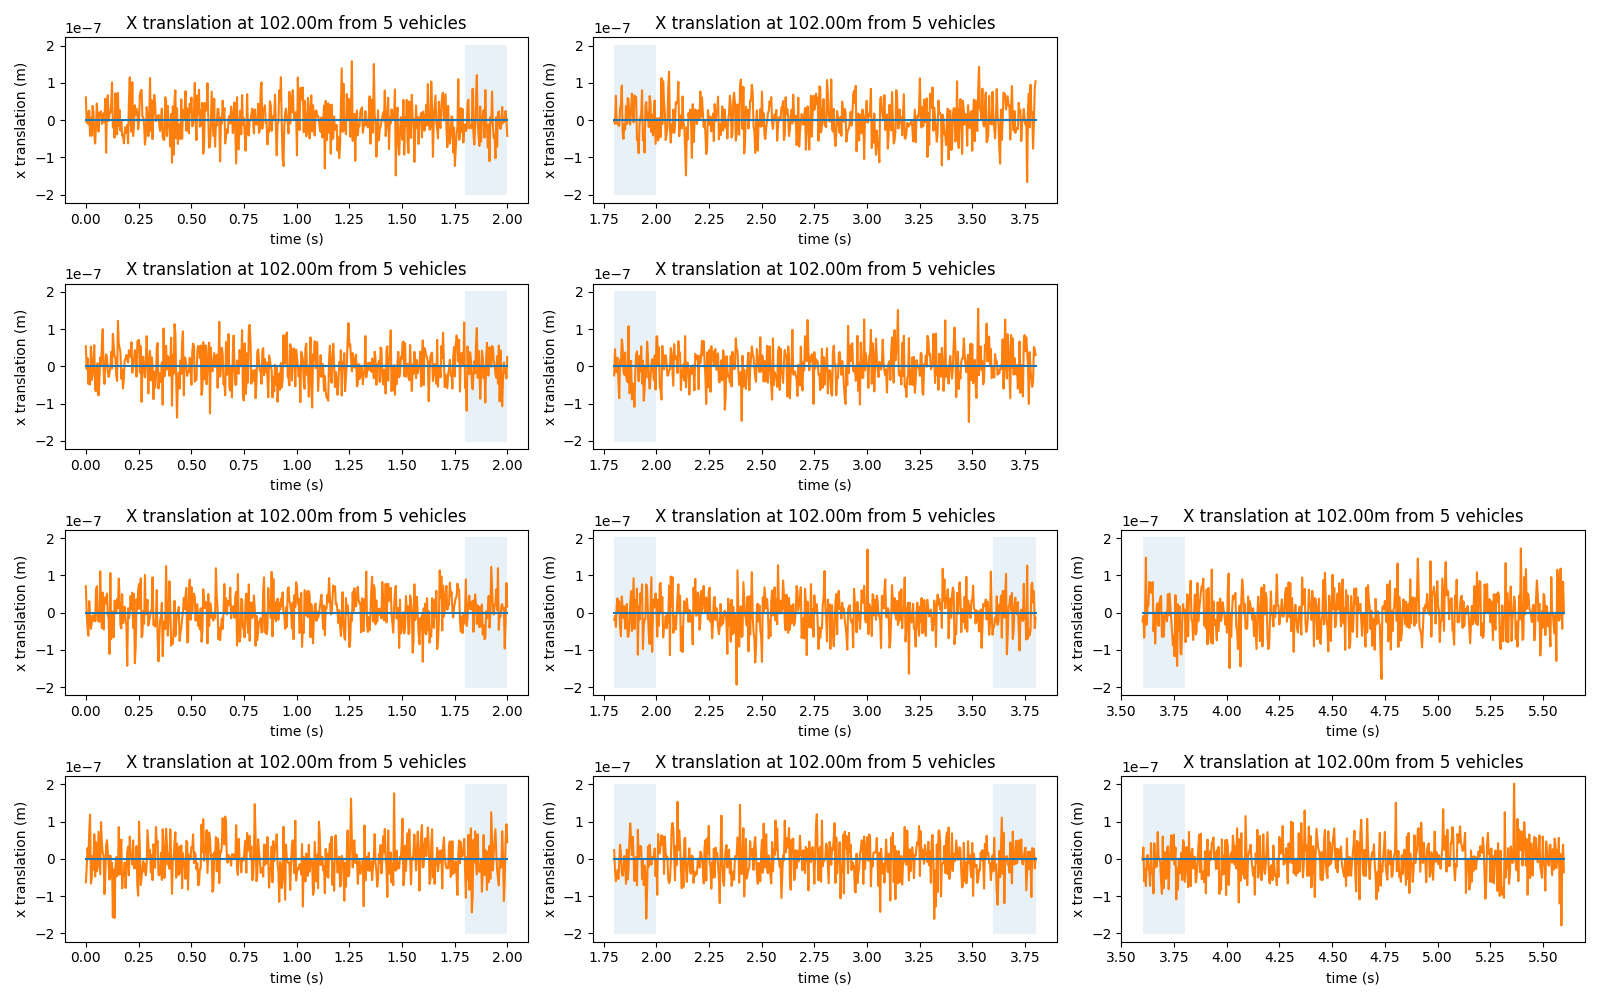 X translation at 102.00m from 5 vehicles
1e−7
x translation (m)
2
1
0
−1
−2
0.00 0.25 0.50 0.75 1.00 1.25 1.50 1.75 2.00
time (s)
X translation at 102.00m from 5 vehicles
1e−7
x translation (m)
2
1
0
−1
−2
1.75 2.00 2.25 2.50 2.75 3.00 3.25 3.50 3.75
time (s)
X translation at 102.00m from 5 vehicles
1e−7
x translation (m)
2
1
0
−1
−2
0.00 0.25 0.50 0.75 1.00 1.25 1.50 1.75 2.00
time (s)
X translation at 102.00m from 5 vehicles
1e−7
x translation (m)
2
1
0
−1
−2
1.75 2.00 2.25 2.50 2.75 3.00 3.25 3.50 3.75
time (s)
X translation at 102.00m from 5 vehicles
1e−7
x translation (m)
2
1
0
−1
−2
0.00 0.25 0.50 0.75 1.00 1.25 1.50 1.75 2.00
time (s)
X translation at 102.00m from 5 vehicles
1e−7
x translation (m)
2
1
0
−1
−2
1.75 2.00 2.25 2.50 2.75 3.00 3.25 3.50 3.75
time (s)
X translation at 102.00m from 5 vehicles
1e−7
x translation (m)
2
1
0
−1
−2
3.50 3.75 4.00 4.25 4.50 4.75 5.00 5.25 5.50
time (s)
X translation at 102.00m from 5 vehicles
1e−7
x translation (m)
2
1
0
−1
−2
0.00 0.25 0.50 0.75 1.00 1.25 1.50 1.75 2.00
time (s)
X translation at 102.00m from 5 vehicles
1e−7
x translation (m)
2
1
0
−1
−2
1.75 2.00 2.25 2.50 2.75 3.00 3.25 3.50 3.75
time (s)
X translation at 102.00m from 5 vehicles
1e−7
x translation (m)
2
1
0
−1
−2
3.50 3.75 4.00 4.25 4.50 4.75 5.00 5.25 5.50
time (s)